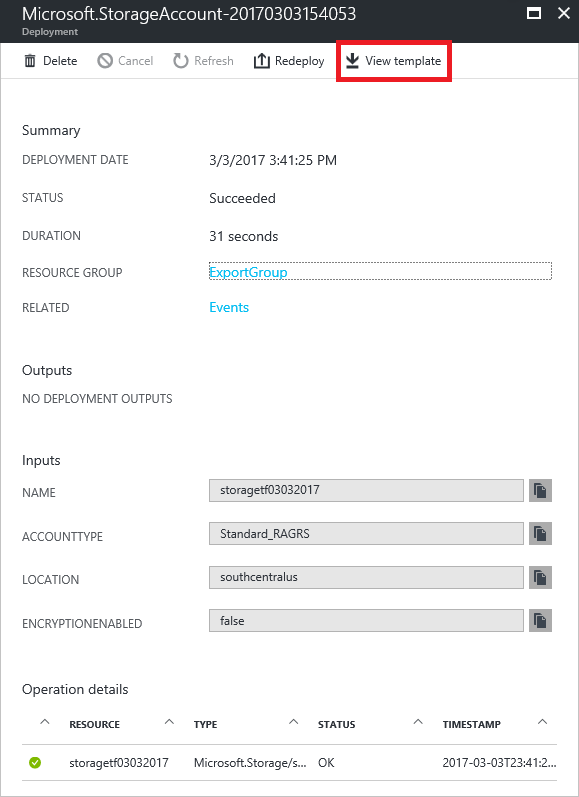 Microsoft.StorageAccount-20170303154053
Deployment
Delete Cancel Refresh Redeploy View template
Summary
DEPLOYMENT DATE 3/3/2017 3:41:25 PM
STATUS Succeeded
DURATION 31 seconds
RESOURCE GROUP ExportGroup
RELATED Events
Outputs
NO DEPLOYMENT OUTPUTS
Inputs
NAME storagetf03032017
ACCOUNTTYPE Standard_RAGRS
LOCATION southcentralus
ENCRYPTIONENABLED false
Operation details
RESOURCE TYPE STATUS TIMESTAMP
storagetf03032017 Microsoft.Storage/s... OK 2017-03-03T23:41:2...